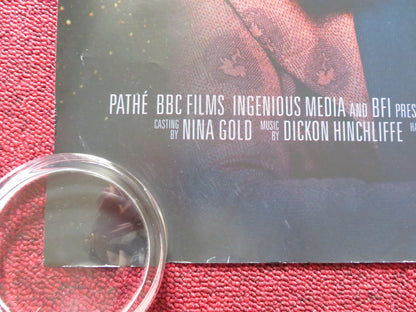 PATHÉ BBC FILMS INGENIOUS MEDIA AND BFI PRES
CASTING BY NINA GOLD MUSIC BY DICKON HINCHLIFFE